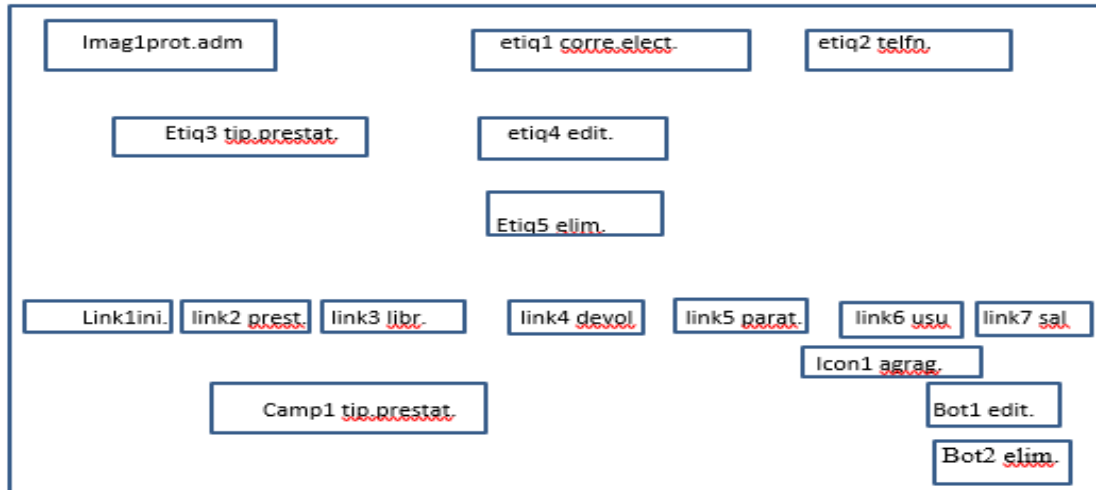 Imag1prot.adm
etiq1 corre.elect.
etiq2 telfn.
Etiq3 tip.prestat.
etiq4 edit.
Etiq5 elim.
Link1ini.
link2 prest.
link3 libr.
link4 devol
link5 parat.
link6 usu
link7 sal
Icon1 agrag.
Camp1 tip.prestat.
Bot1 edit.
Bot2 elim.